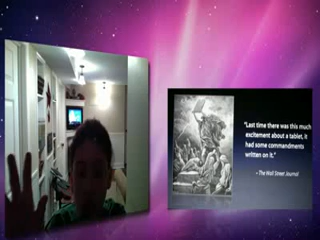 "Last time there was this much
excitement about a tablet, it
had some commandments
written on it."
– The Wall Street Journal